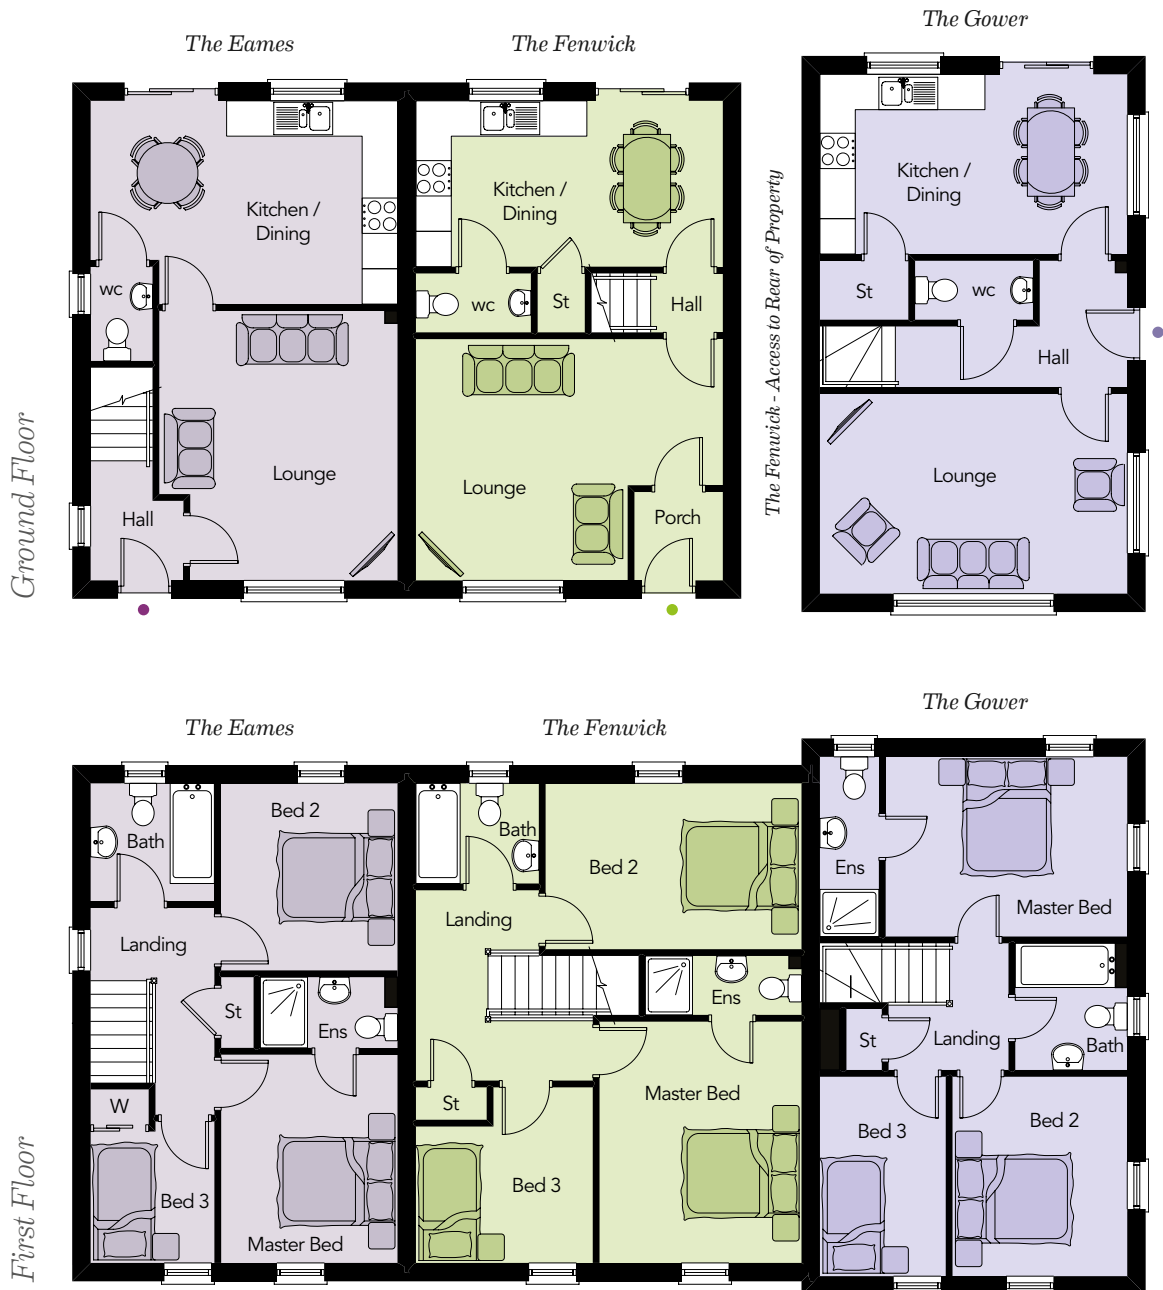 The Eames
The Fenwick
The Gower
Ground Floor
Kitchen /
Dining
wc
Lounge
Hall
Kitchen /
Dining
wc
St
Hall
Lounge
Porch
The Fenwick - Access to Rear of Property
Kitchen /
Dining
St
wc
Hall
Lounge
The Eames
The Fenwick
The Gower
First Floor
Bath
Bed 2
Landing
St
Ens
W
Bed 3
Master Bed
Bath
Bed 2
Landing
Ens
St
Master Bed
Bed 3
Ens
Master Bed
St
Landing
Bath
Bed 3
Bed 2